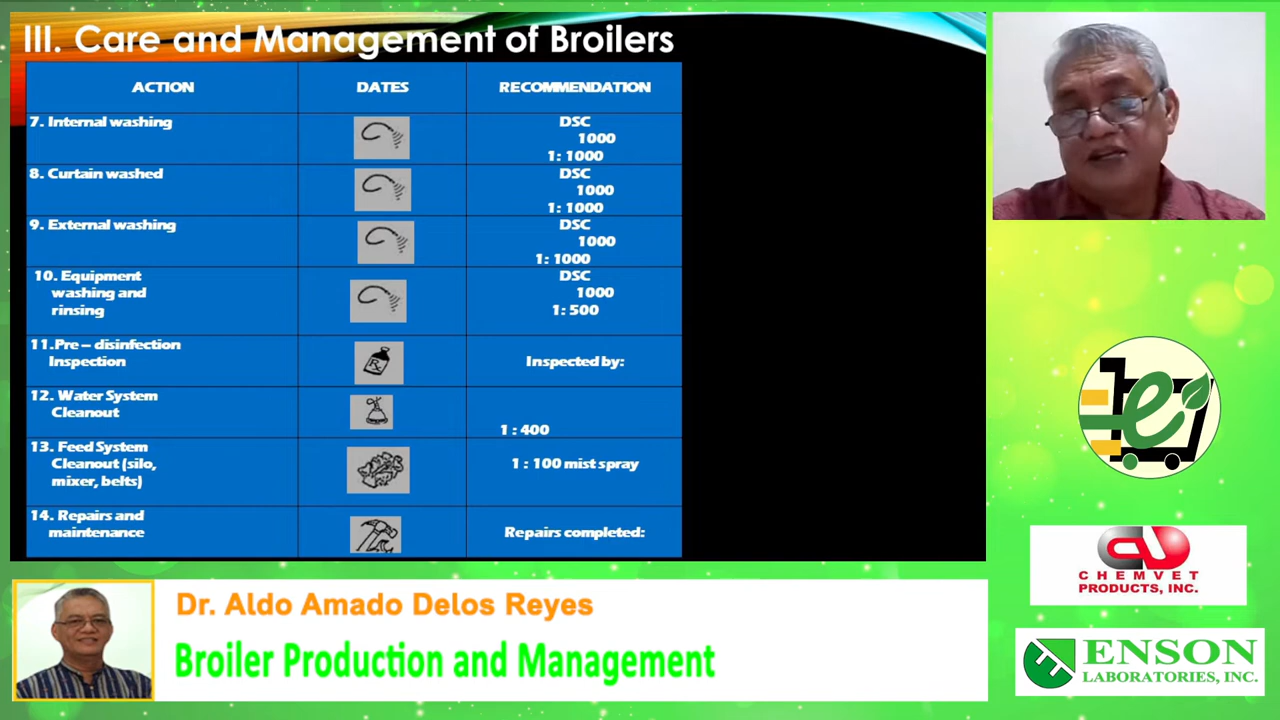 III. Care and Management of Broilers
ACTION DATES RECOMMENDATION
7. Internal washing
DSC
1000
1: 1000
8. Curtain washed
DSC
1000
1: 1000
9. External washing
DSC
1000
1: 1000
10. Equipment
washing and
rinsing
DSC
1000
1: 500
11.Pre – disinfection
Inspection
Inspected by:
12. Water System
Cleanout
1 : 400
13. Feed System
Cleanout (silo,
mixer, belts)
1 : 100 mist spray
14. Repairs and
maintenance
Repairs completed:
Dr. Aldo Amado Delos Reyes
Broiler Production and Management
e
CHEMVET
PRODUCTS, INC.
ENSON
LABORATORIES, INC.